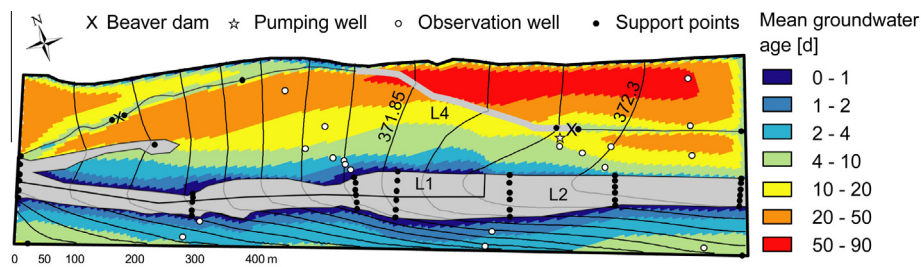 N X Beaver dam ☆ Pumping well ○ Observation well • Support points
Mean groundwater
age [d]
0 - 1
1 - 2
2 - 4
4 - 10
10 - 20
20 - 50
50 - 90
371.85
372.3
L4
X
X
L1
L2
0 50 100 200 300 400 m